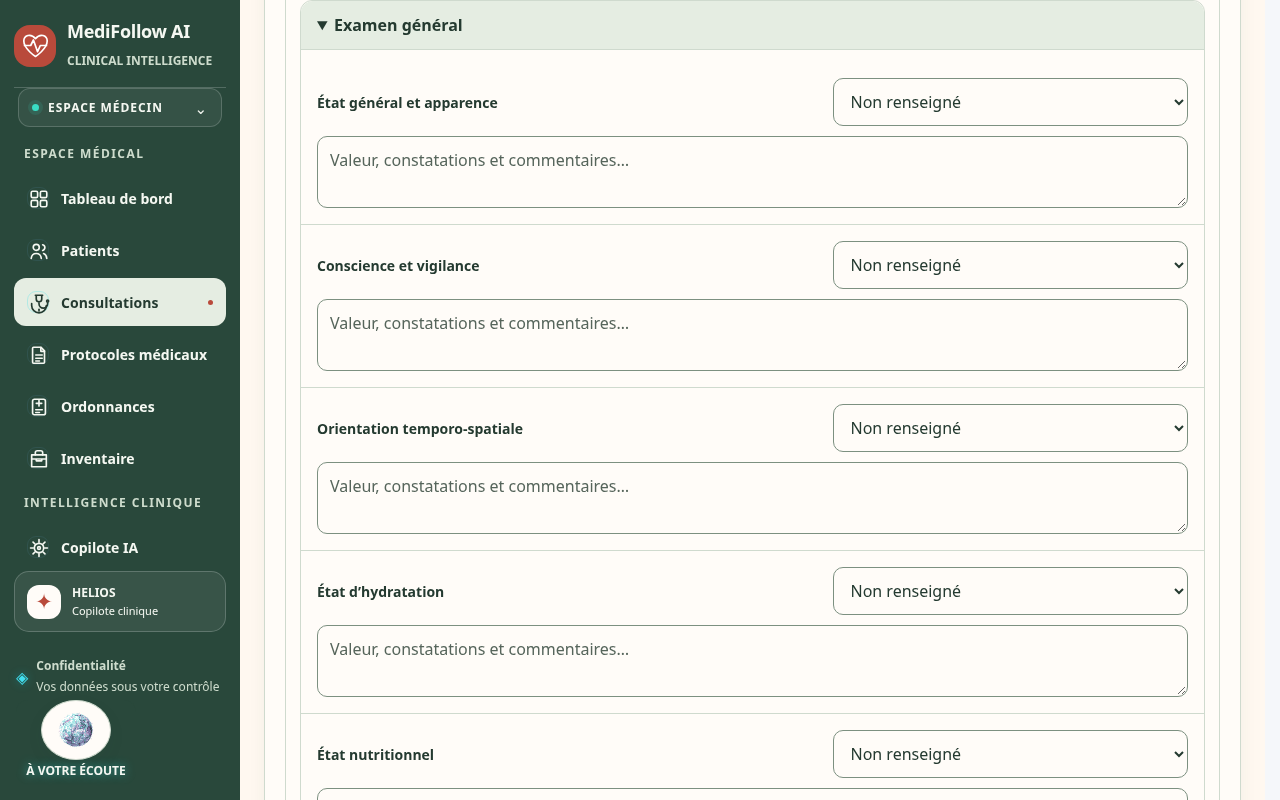 MediFollow AI
CLINICAL INTELLIGENCE
ESPACE MÉDECIN
ESPACE MÉDICAL
Tableau de bord
Patients
Consultations
Protocoles médicaux
Ordonnances
Inventaire
INTELLIGENCE CLINIQUE
Copilote IA
HELIOS
Copilote clinique
Confidentialité
Vos données sous votre contrôle
À VOTRE ÉCOUTE
Examen général
État général et apparence
Non renseigné
Valeur, constatations et commentaires...
Conscience et vigilance
Non renseigné
Valeur, constatations et commentaires...
Orientation temporo-spatiale
Non renseigné
Valeur, constatations et commentaires...
État d’hydratation
Non renseigné
Valeur, constatations et commentaires...
État nutritionnel
Non renseigné